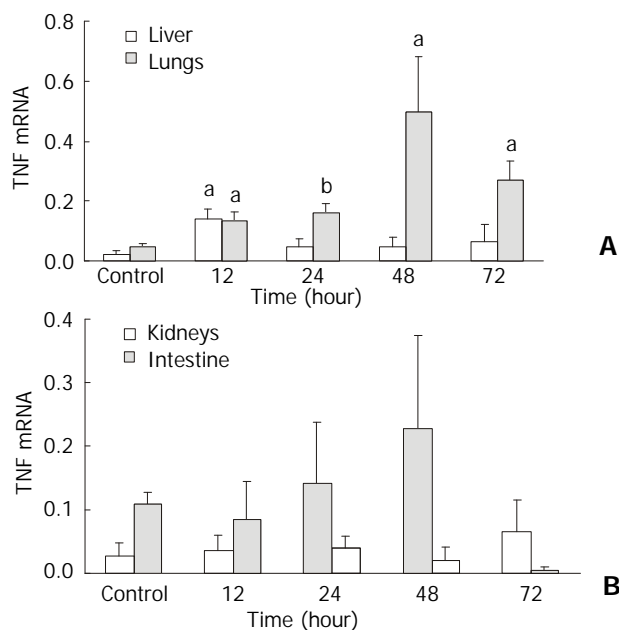 0.8
0.6
0.4
0.2
0.0
TNF mRNA
Liver
Lungs
a a b a a
Control 12 24 48 72
Time (hour)
A
0.4
0.3
0.2
0.1
0.0
TNF mRNA
Kidneys
Intestine
Control 12 24 48 72
Time (hour)
B